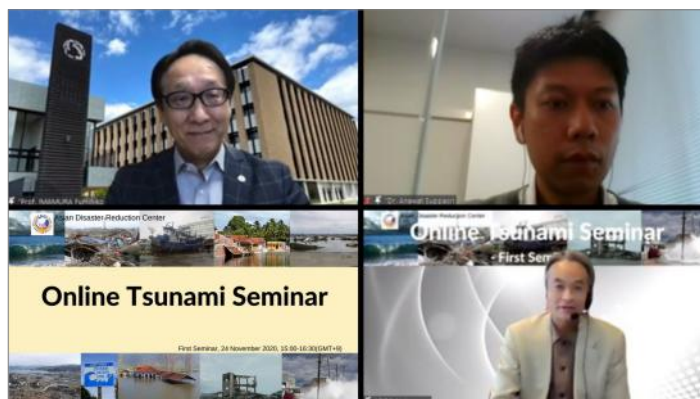 *Prof. IMAMURA Fumihiko
*Dr. Anawat Suppasri
Asian Disaster Reduction Center
Online Tsunami Seminar
First Seminar, 24 November 2020, 15:00-16:30(GMT+9)
Asian Disaster Reduction Center
Online Tsunami Seminar
- First Sem